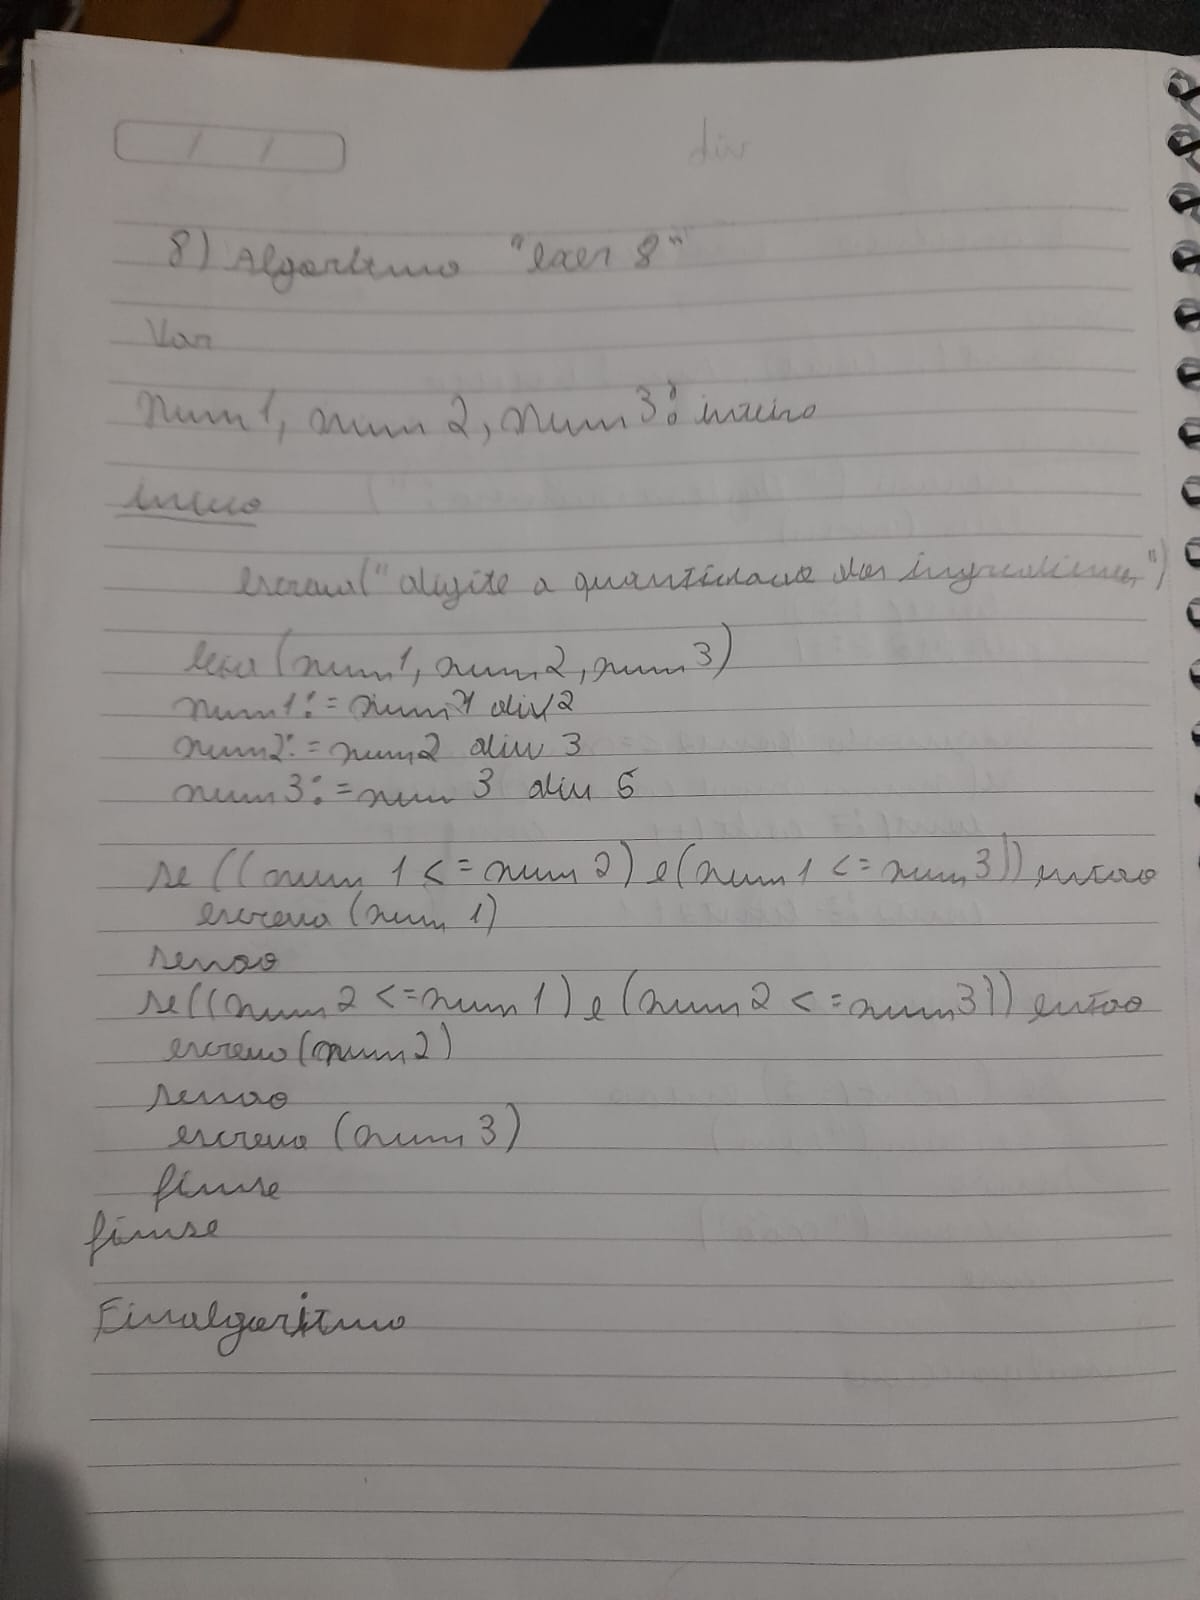 div
8) Algoritmo "exer 8"
Var
num1, num2, num3: inteiro
inicio
escreva("digite a quantidade dos ingredientes")
leia (num1, num2, num3)
num1:= num1 div 2
num2:= num2 div 3
num3:= num 3 div 5
se ((num 1 <= num 2) e (num 1 <= num 3)) entao
escreva (num 1)
senao
se((num 2 <= num 1) e (num 2 <= num 3)) entao
escreva (num 2)
senao
escreva (num 3)
fimse
fimse
Fimalgoritmo